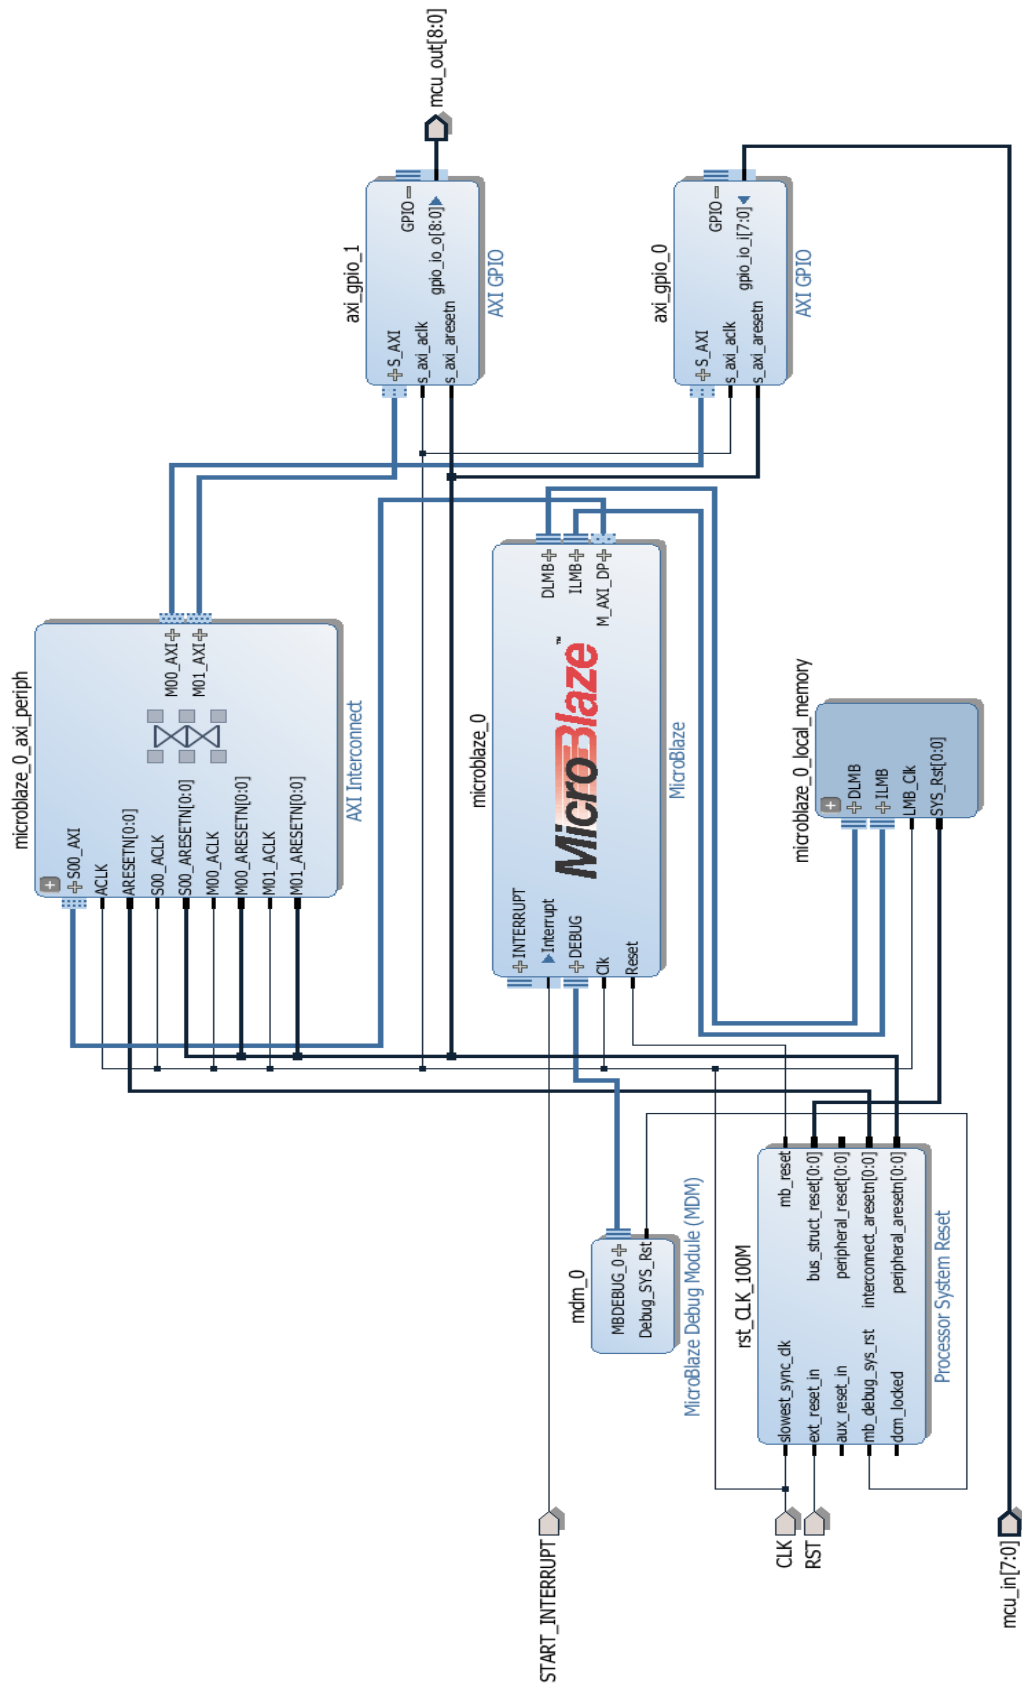 microblaze_0_axi_periph
S00_AXI
ACLK
ARESETN[0:0]
S00_ACLK
S00_ARESETN[0:0]
M00_ACLK
M00_ARESETN[0:0]
M01_ACLK
M01_ARESETN[0:0]
M00_AXI
M01_AXI
AXI Interconnect
axi_gpio_1
S_AXI
s_axi_aclk
s_axi_aresetn
GPIO
gpio_io_o[8:0]
AXI GPIO
mcu_out[8:0]
microblaze_0
INTERRUPT
Interrupt
DEBUG
Clk
Reset
MicroBlaze
™
DLMB
ILMB
M_AXI_DP
MicroBlaze
axi_gpio_0
S_AXI
s_axi_aclk
s_axi_aresetn
GPIO
gpio_io_i[7:0]
AXI GPIO
START_INTERRUPT
mdm_0
MBDEBUG_0
Debug_SYS_Rst
MicroBlaze Debug Module (MDM)
microblaze_0_local_memory
DLMB
ILMB
LMB_Clk
SYS_Rst[0:0]
CLK
RST
rst_CLK_100M
slowest_sync_clk
ext_reset_in
aux_reset_in
mb_debug_sys_rst
dcm_locked
mb_reset
bus_struct_reset[0:0]
peripheral_reset[0:0]
interconnect_aresetn[0:0]
peripheral_aresetn[0:0]
Processor System Reset
mcu_in[7:0]